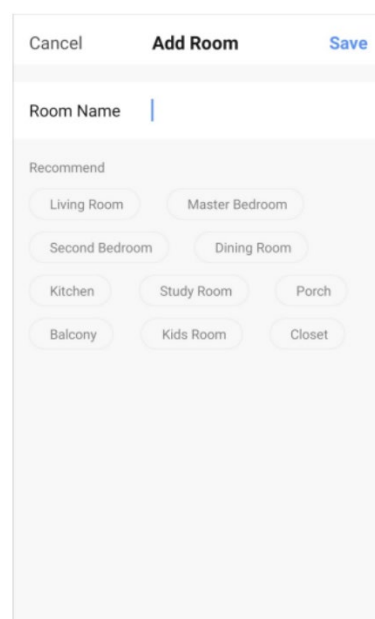 Cancel Add Room Save
Room Name
Recommend
Living Room Master Bedroom
Second Bedroom Dining Room
Kitchen Study Room Porch
Balcony Kids Room Closet